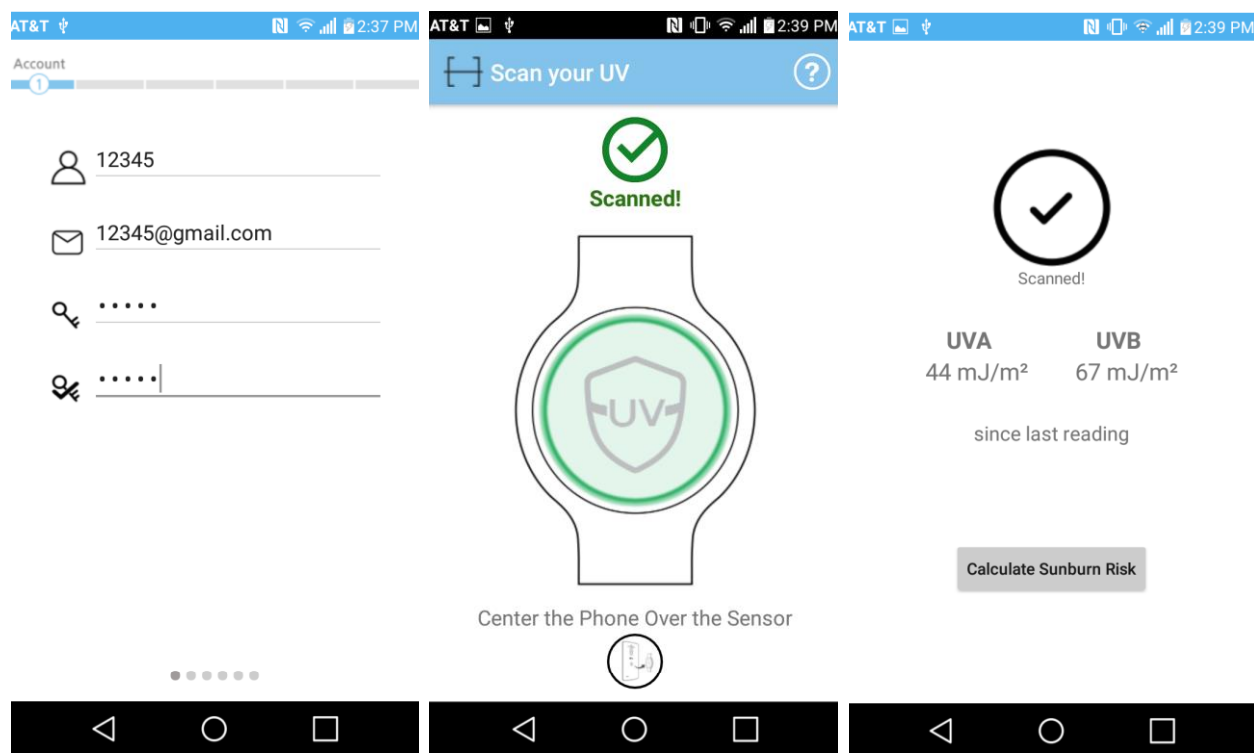 AT&T 2:37 PM
Account
1
12345
12345@gmail.com
•••••
•••••
AT&T 2:39 PM
Scan your UV ?
Scanned!
UV
Center the Phone Over the Sensor
AT&T 2:39 PM
Scanned!
UVA UVB
44 mJ/m² 67 mJ/m²
since last reading
Calculate Sunburn Risk